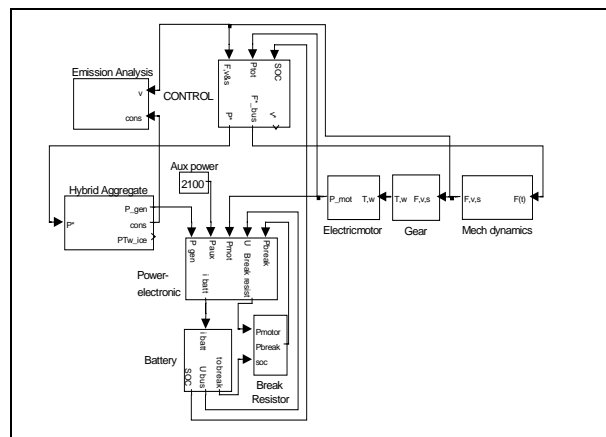 Emission Analysis
v
cons
F,v&s
Ptot
SOC
CONTROL
P*
F*_bus
v*
Aux power
2100
Hybrid Aggregate
P*
P_gen
cons
PTw_ice
P_mot
T,w
Electricmotor
T,w
F,v,s
Gear
F,v,s
F(t)
Mech dynamics
P_gen
Paux
Pmot
U
Pbreak
i batt
Break resist
Power-
electronic
i batt
SOC
U bus
to break
Battery
Pmotor
Pbreak
soc
Break
Resistor